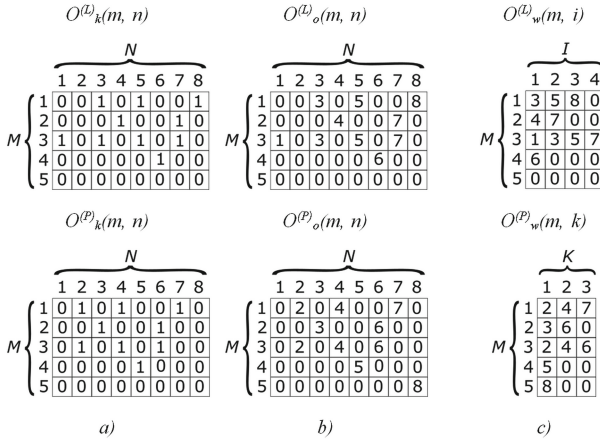 O^(L)_k(m, n) O^(L)_o(m, n) O^(L)_w(m, i)
N N I
1 2 3 4 5 6 7 8 1 2 3 4 5 6 7 8 1 2 3 4
1 0 0 1 0 1 0 0 1 1 0 0 3 0 5 0 0 8 1 3 5 8 0
2 0 0 0 1 0 0 1 0 2 0 0 0 4 0 0 7 0 2 4 7 0 0
M 3 1 0 1 0 1 0 1 0 M 3 1 0 3 0 5 0 7 0 M 3 1 3 5 7
4 0 0 0 0 0 1 0 0 4 0 0 0 0 0 6 0 0 4 6 0 0 0
5 0 0 0 0 0 0 0 0 5 0 0 0 0 0 0 0 0 5 0 0 0 0
O^(P)_k(m, n) O^(P)_o(m, n) O^(P)_w(m, k)
N N K
1 2 3 4 5 6 7 8 1 2 3 4 5 6 7 8 1 2 3
1 0 1 0 1 0 0 1 0 1 0 2 0 4 0 0 7 0 1 2 4 7
2 0 0 1 0 0 1 0 0 2 0 0 3 0 0 6 0 0 2 3 6 0
M 3 0 1 0 1 0 1 0 0 M 3 0 2 0 4 0 6 0 0 M 3 2 4 6
4 0 0 0 0 1 0 0 0 4 0 0 0 0 5 0 0 0 4 5 0 0
5 0 0 0 0 0 0 0 0 5 0 0 0 0 0 0 0 8 5 8 0 0
a) b) c)